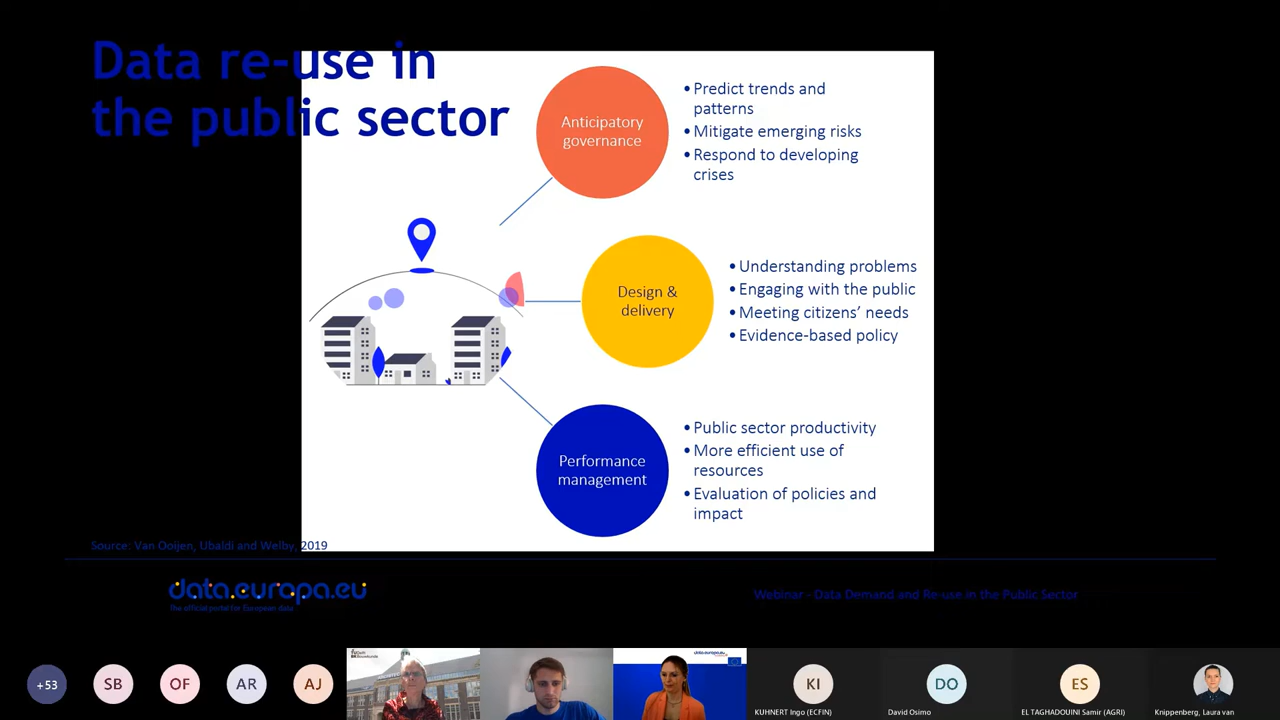 Data re-use in
the public sector
Anticipatory
governance
• Predict trends and
patterns
• Mitigate emerging risks
• Respond to developing
crises
Design &
delivery
• Understanding problems
• Engaging with the public
• Meeting citizens’ needs
• Evidence-based policy
Performance
management
• Public sector productivity
• More efficient use of
resources
• Evaluation of policies and
impact
Source: Van Ooijen, Ubaldi and Welby, 2019
data.europa.eu
The official portal for European data
Webinar - Data Demand and Re-use in the Public Sector
+53
SB
OF
AR
AJ
data.europa.eu
KI
KUHNERT Ingo (ECFIN)
DO
David Osimo
ES
EL TAGHADOUINI Samir (AGRI)
Knippenberg, Laura van